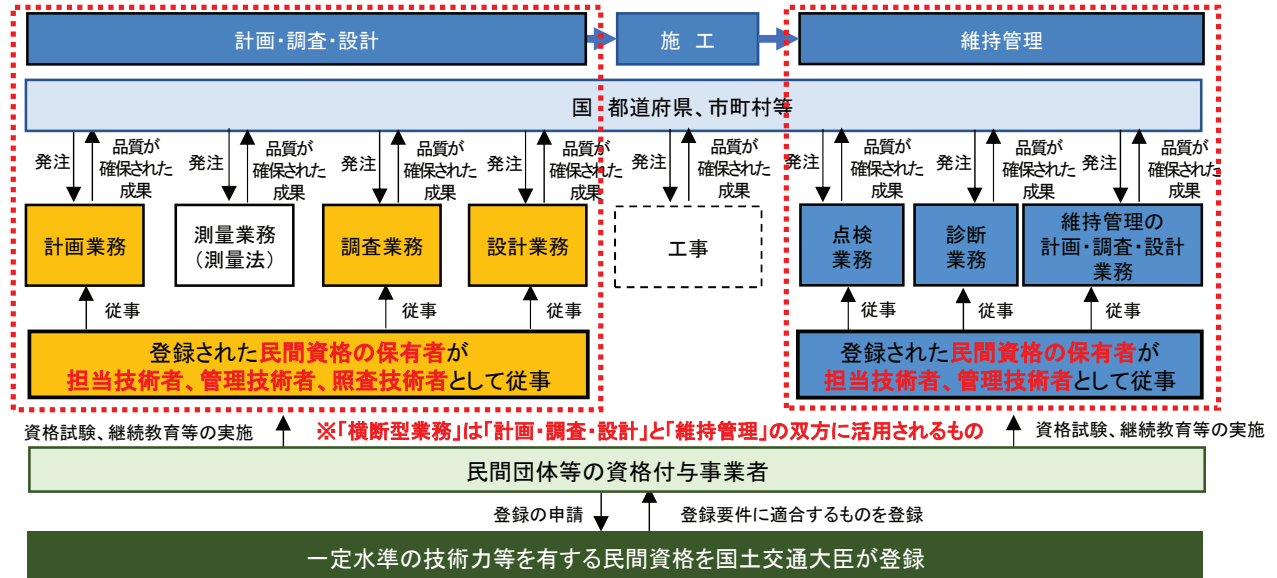 計画・調査・設計
施 工
維持管理
国 都道府県、市町村等
発注
品質が
確保された
成果
発注
品質が
確保された
成果
発注
品質が
確保された
成果
発注
品質が
確保された
成果
発注
品質が
確保された
成果
発注
品質が
確保された
成果
発注
品質が
確保された
成果
発注
品質が
確保された
成果
計画業務
測量業務
(測量法)
調査業務
設計業務
工事
点検
業務
診断
業務
維持管理の
計画・調査・設計
業務
従事
従事
従事
従事
従事
従事
登録された民間資格の保有者が
担当技術者、管理技術者、照査技術者として従事
登録された民間資格の保有者が
担当技術者、管理技術者として従事
資格試験、継続教育等の実施
※「横断型業務」は「計画・調査・設計」と「維持管理」の双方に活用されるもの
資格試験、継続教育等の実施
民間団体等の資格付与事業者
登録の申請
登録要件に適合するものを登録
一定水準の技術力等を有する民間資格を国土交通大臣が登録